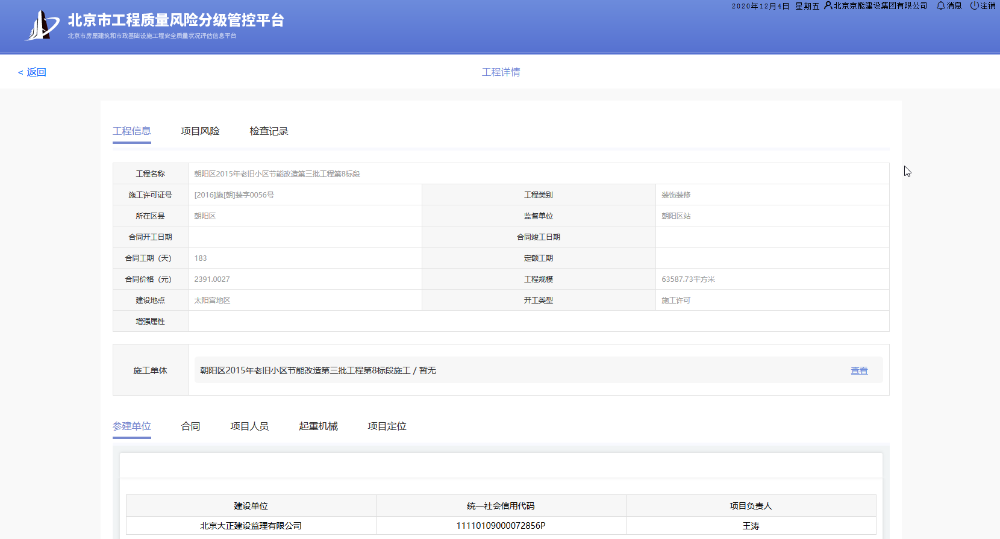 2020年12月4日 星期五 北京京能建设集团有限公司 消息 注销
北京市工程质量风险分级管控平台
北京市房屋建筑和市政基础设施工程安全质量状况评估信息平台
< 返回 工程详情
工程信息 项目风险 检查记录
工程名称 朝阳区2015年老旧小区节能改造第三批工程第8标段
施工许可证号 [2016]施[朝]装字0056号 工程类别 装饰装修
所在区县 朝阳区 监督单位 朝阳区站
合同开工日期 合同竣工日期
合同工期（天） 183 定额工期
合同价格（元） 2391.0027 工程规模 63587.73平方米
建设地点 太阳宫地区 开工类型 施工许可
增强属性
施工单体 朝阳区2015年老旧小区节能改造第三批工程第8标段施工 / 暂无 查看
参建单位 合同 项目人员 起重机械 项目定位
建设单位 统一社会信用代码 项目负责人
北京大正建设监理有限公司 11110109000072856P 王涛